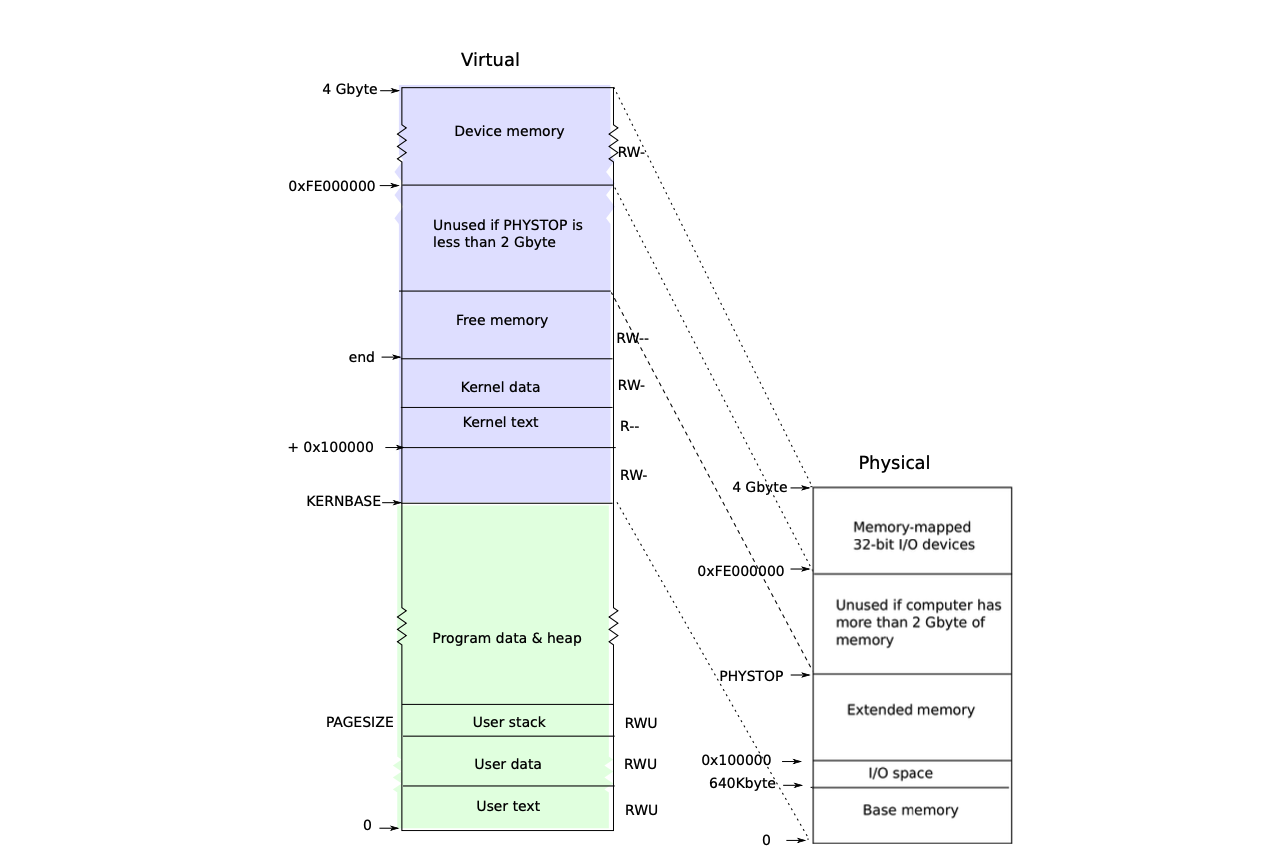 Virtual
4 Gbyte
Device memory
RW-
0xFE000000
Unused if PHYSTOP is
less than 2 Gbyte
Free memory
RW--
end
Kernel data
RW-
Kernel text
R--
+ 0x100000
RW-
KERNBASE
Program data & heap
PAGESIZE
User stack
RWU
User data
RWU
User text
RWU
0
Physical
4 Gbyte
Memory-mapped
32-bit I/O devices
0xFE000000
Unused if computer has
more than 2 Gbyte of
memory
PHYSTOP
Extended memory
0x100000
I/O space
640Kbyte
Base memory
0